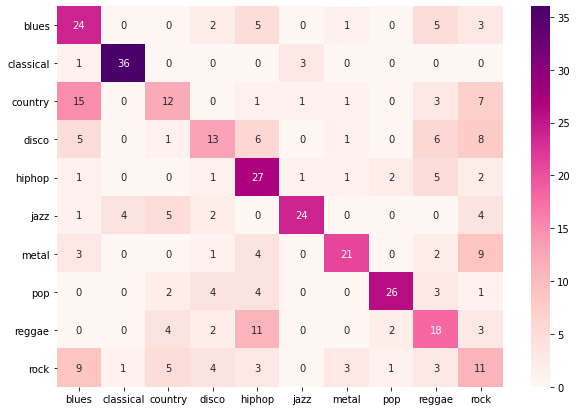 blues 24 0 0 2 5 0 1 0 5 3
classical 1 36 0 0 0 3 0 0 0 0
country 15 0 12 0 1 1 1 0 3 7
disco 5 0 1 13 6 0 1 0 6 8
hiphop 1 0 0 1 27 1 1 2 5 2
jazz 1 4 5 2 0 24 0 0 0 4
metal 3 0 0 1 4 0 21 0 2 9
pop 0 0 2 4 4 0 0 26 3 1
reggae 0 0 4 2 11 0 0 2 18 3
rock 9 1 5 4 3 0 3 1 3 11
blues classical country disco hiphop jazz metal pop reggae rock
35
30
25
20
15
10
5
0